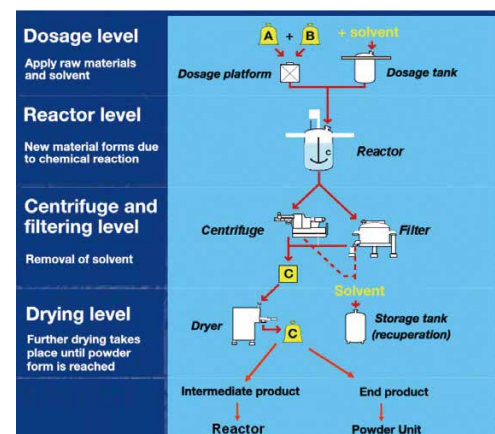 Dosage level
Apply raw materials
and solvent
A + B
+ solvent
Dosage platform
Dosage tank
Reactor level
New material forms due
to chemical reaction
C
Reactor
Centrifuge and
filtering level
Removal of solvent
Centrifuge
Filter
C
Solvent
Drying level
Further drying takes
place until powder
form is reached
Dryer
C
Storage tank
(recuperation)
Intermediate product
End product
Reactor
Powder Unit